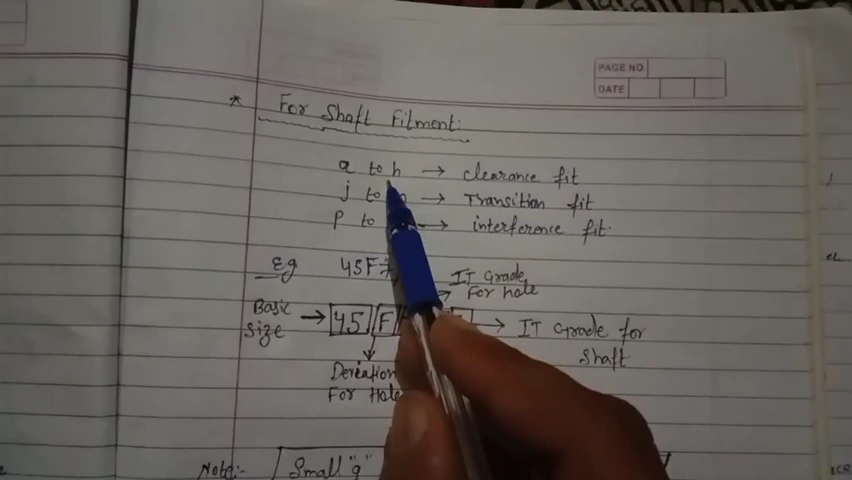 PAGE NO.
DATE
* For Shaft Fitment:
a to h → clearance fit
j to n → Transition fit
P to → interference fit.
Eg 45F7
IT Grade
For hole
Basic
Size → 45 F → IT Grade for
Shaft
Deviation
For Hole
Note:- Small "g"